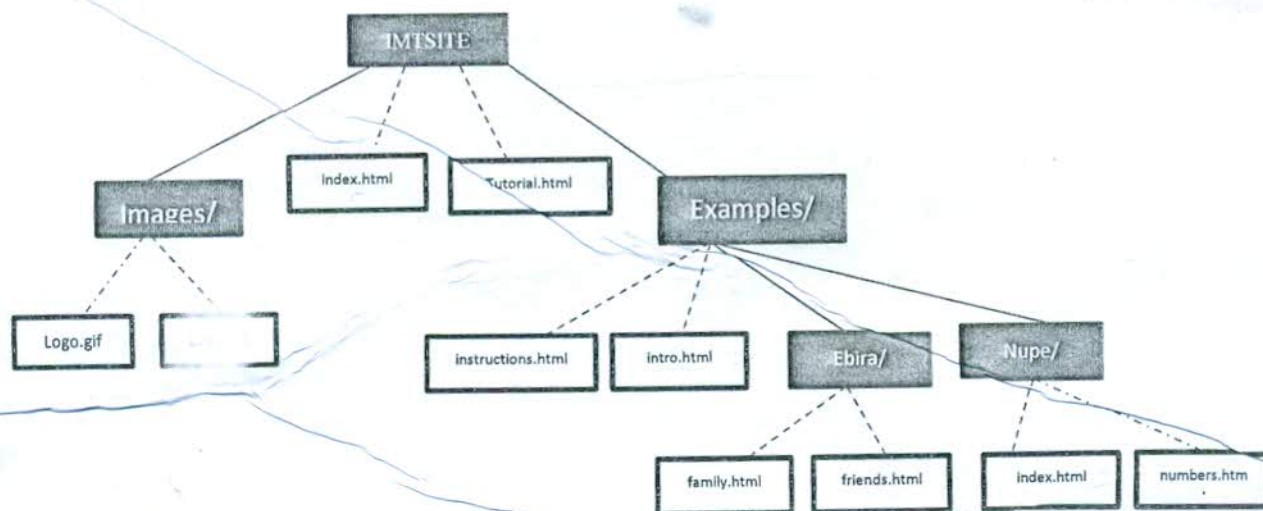 IMTSITE
index.html
Tutorial.html
Images/
Examples/
Logo.gif
instructions.html
intro.html
Ebira/
Nupe/
family.html
friends.html
index.html
numbers.htm